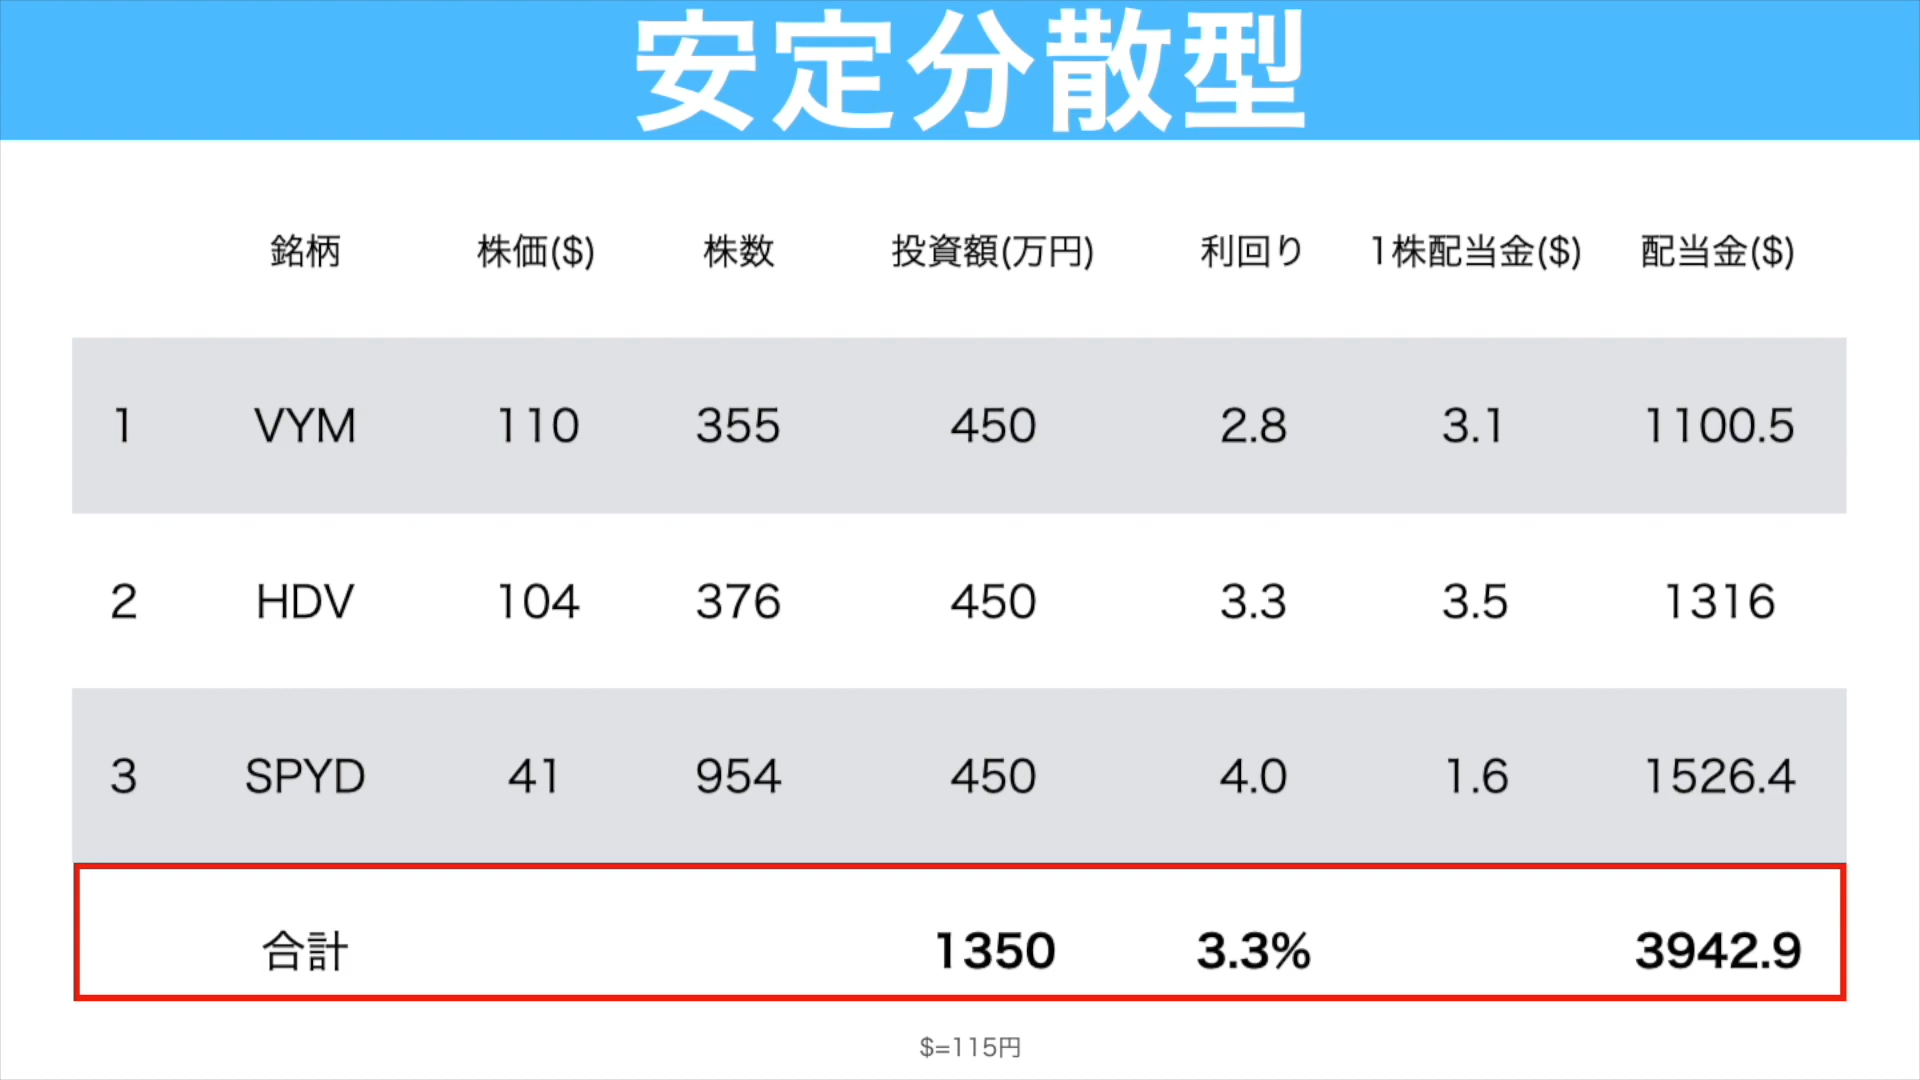 安定分散型
銘柄 株価($) 株数 投資額(万円) 利回り 1株配当金($) 配当金($)
1 VYM 110 355 450 2.8 3.1 1100.5
2 HDV 104 376 450 3.3 3.5 1316
3 SPYD 41 954 450 4.0 1.6 1526.4
合計 1350 3.3% 3942.9
$=115円